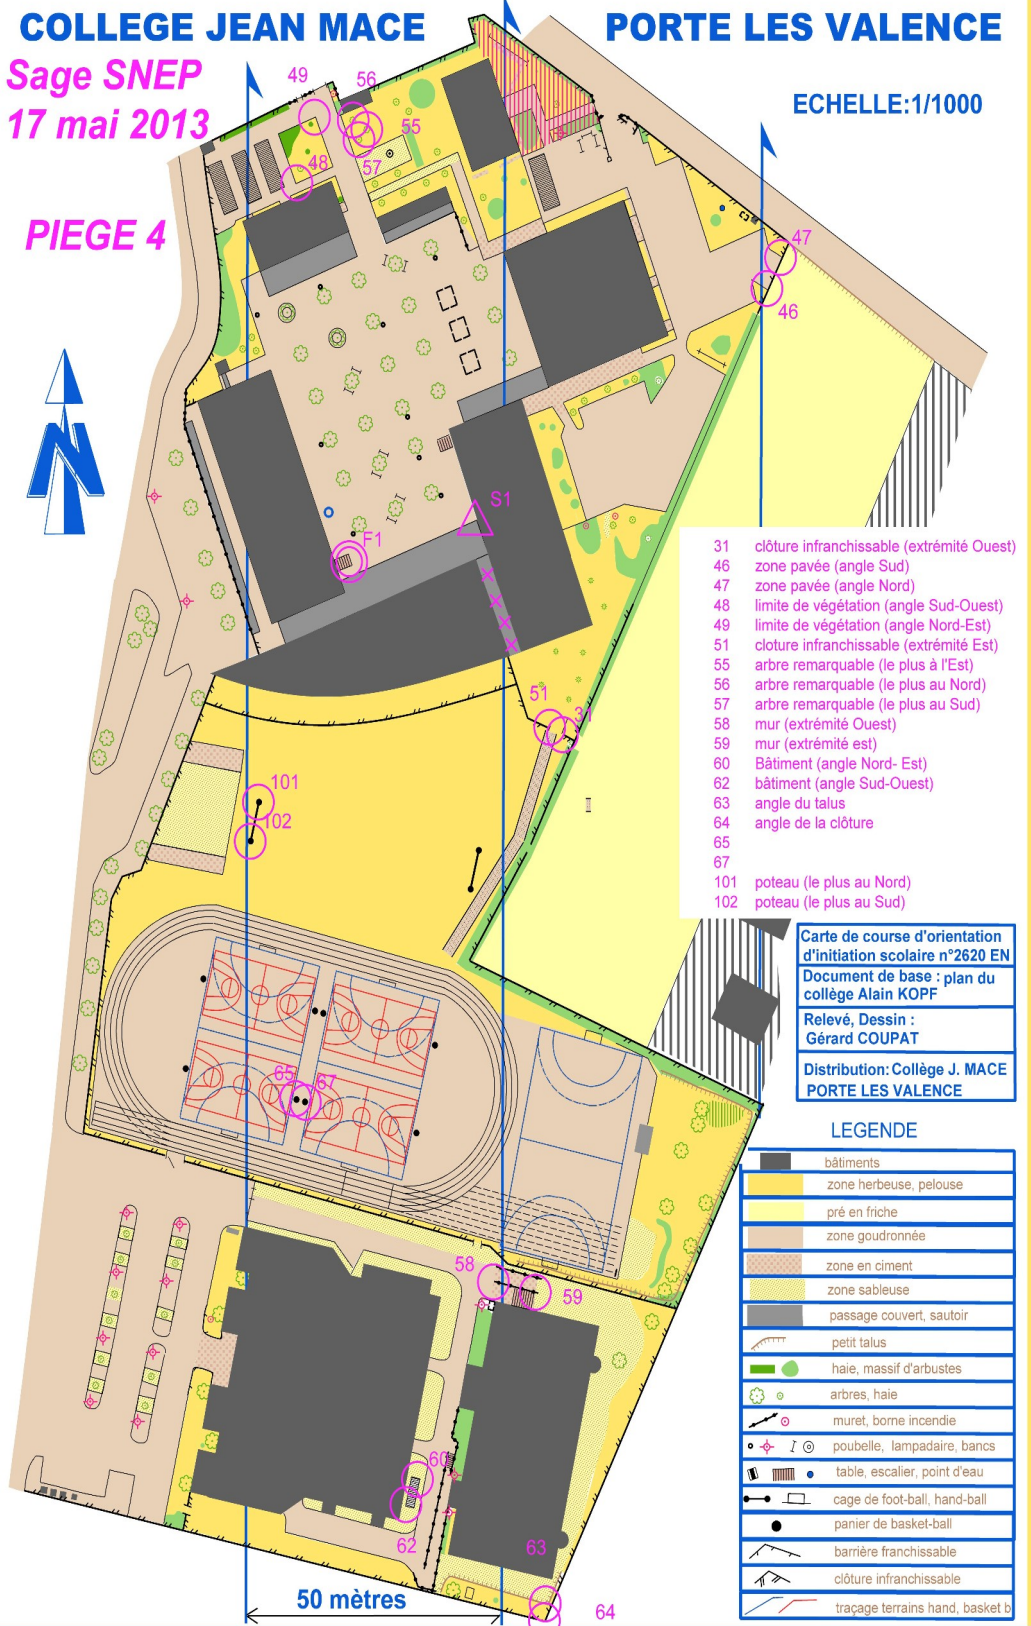 COLLEGE JEAN MACE
PORTE LES VALENCE
Sage SNEP
17 mai 2013
ECHELLE:1/1000
PIEGE 4
49
56
55
57
48
47
46
N
S1
F1
31 clôture infranchissable (extrémité Ouest)
46 zone pavée (angle Sud)
47 zone pavée (angle Nord)
48 limite de végétation (angle Sud-Ouest)
49 limite de végétation (angle Nord-Est)
51 cloture infranchissable (extrémité Est)
55 arbre remarquable (le plus à l'Est)
56 arbre remarquable (le plus au Nord)
57 arbre remarquable (le plus au Sud)
58 mur (extrémité Ouest)
59 mur (extrémité est)
60 Bâtiment (angle Nord- Est)
62 bâtiment (angle Sud-Ouest)
63 angle du talus
64 angle de la clôture
65
67
101 poteau (le plus au Nord)
102 poteau (le plus au Sud)
51
31
101
102
Carte de course d'orientation
d'initiation scolaire n°2620 EN
Document de base : plan du
collège Alain KOPF
Relevé, Dessin :
Gérard COUPAT
Distribution: Collège J. MACE
PORTE LES VALENCE
65
67
LEGENDE
bâtiments
zone herbeuse, pelouse
pré en friche
zone goudronnée
zone en ciment
zone sableuse
passage couvert, sautoir
petit talus
haie, massif d'arbustes
arbres, haie
muret, borne incendie
poubelle, lampadaire, bancs
table, escalier, point d'eau
cage de foot-ball, hand-ball
panier de basket-ball
barrière franchissable
clôture infranchissable
traçage terrains hand, basket b
58
59
60
62
63
64
50 mètres